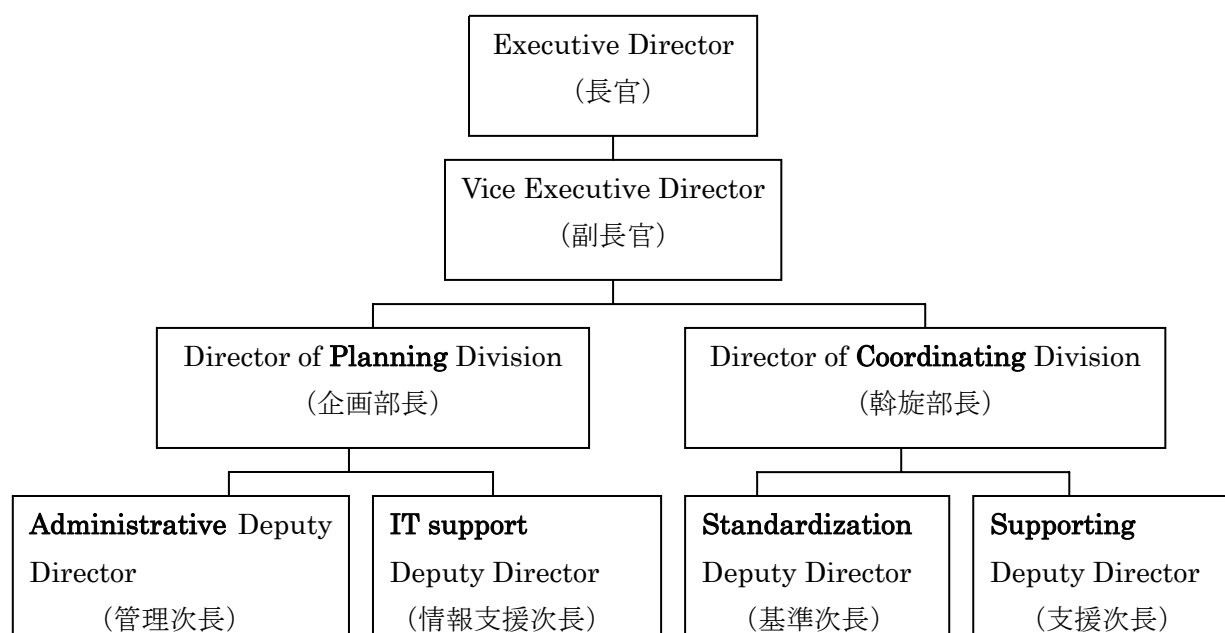 Executive Director
（長官）
Vice Executive Director
（副長官）
Director of Planning Division
（企画部長）
Director of Coordinating Division
（斡旋部長）
Administrative Deputy
Director
（管理次長）
IT support
Deputy Director
（情報支援次長）
Standardization
Deputy Director
（基準次長）
Supporting
Deputy Director
（支援次長）